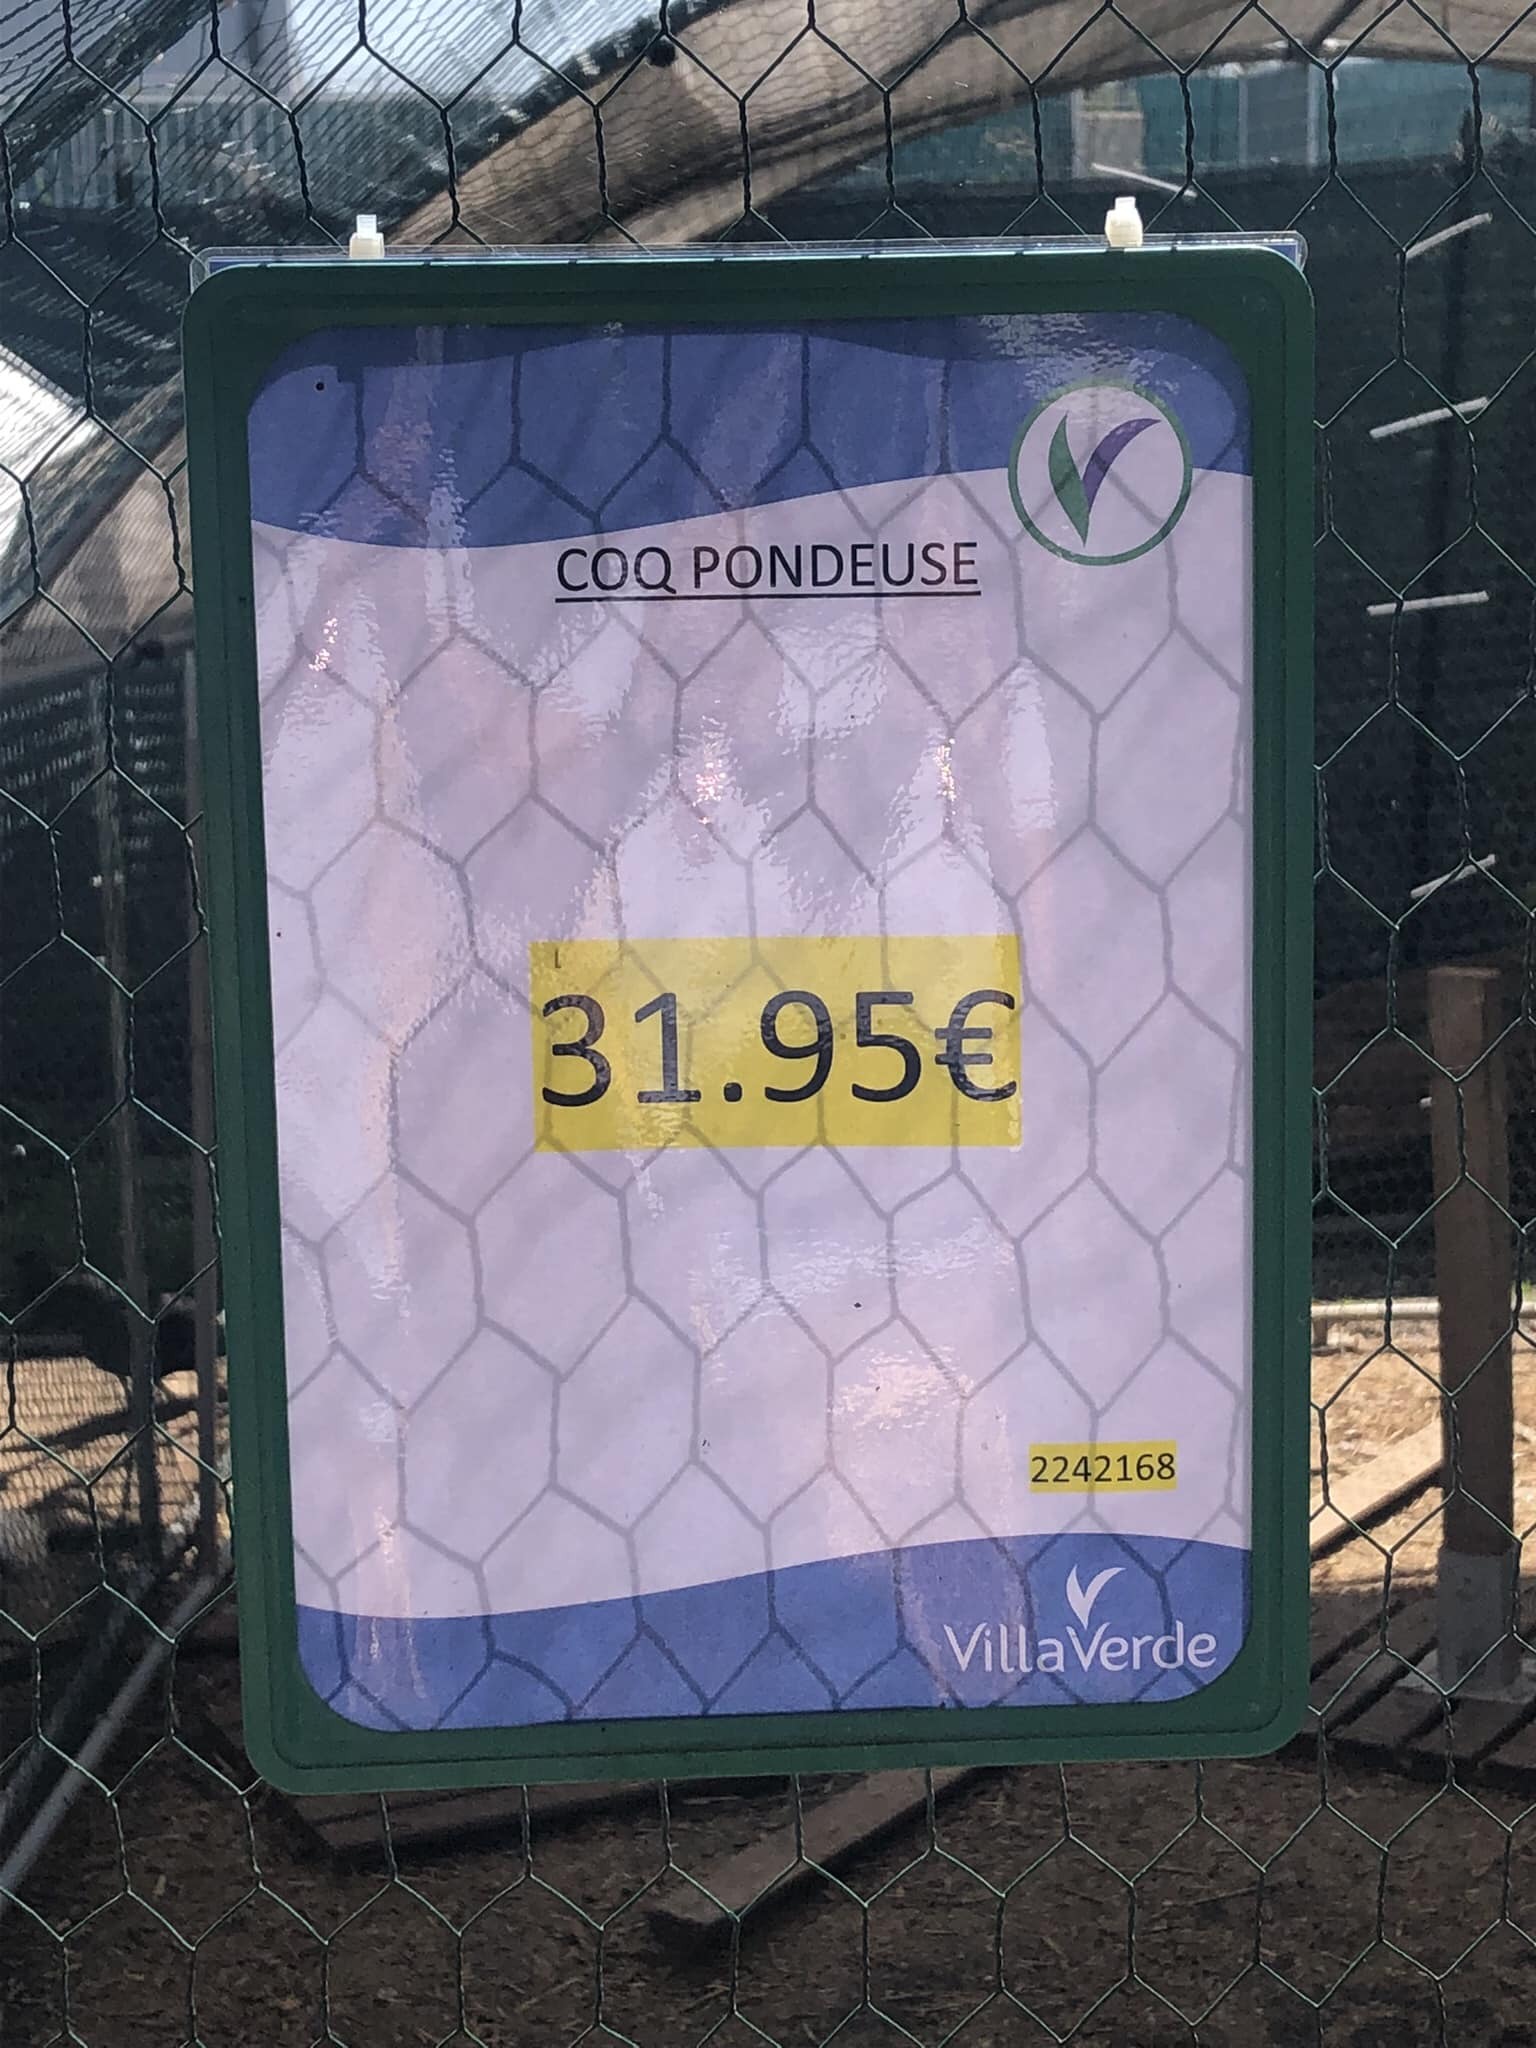 COQ PONDEUSE
31.95€
2242168
VillaVerde